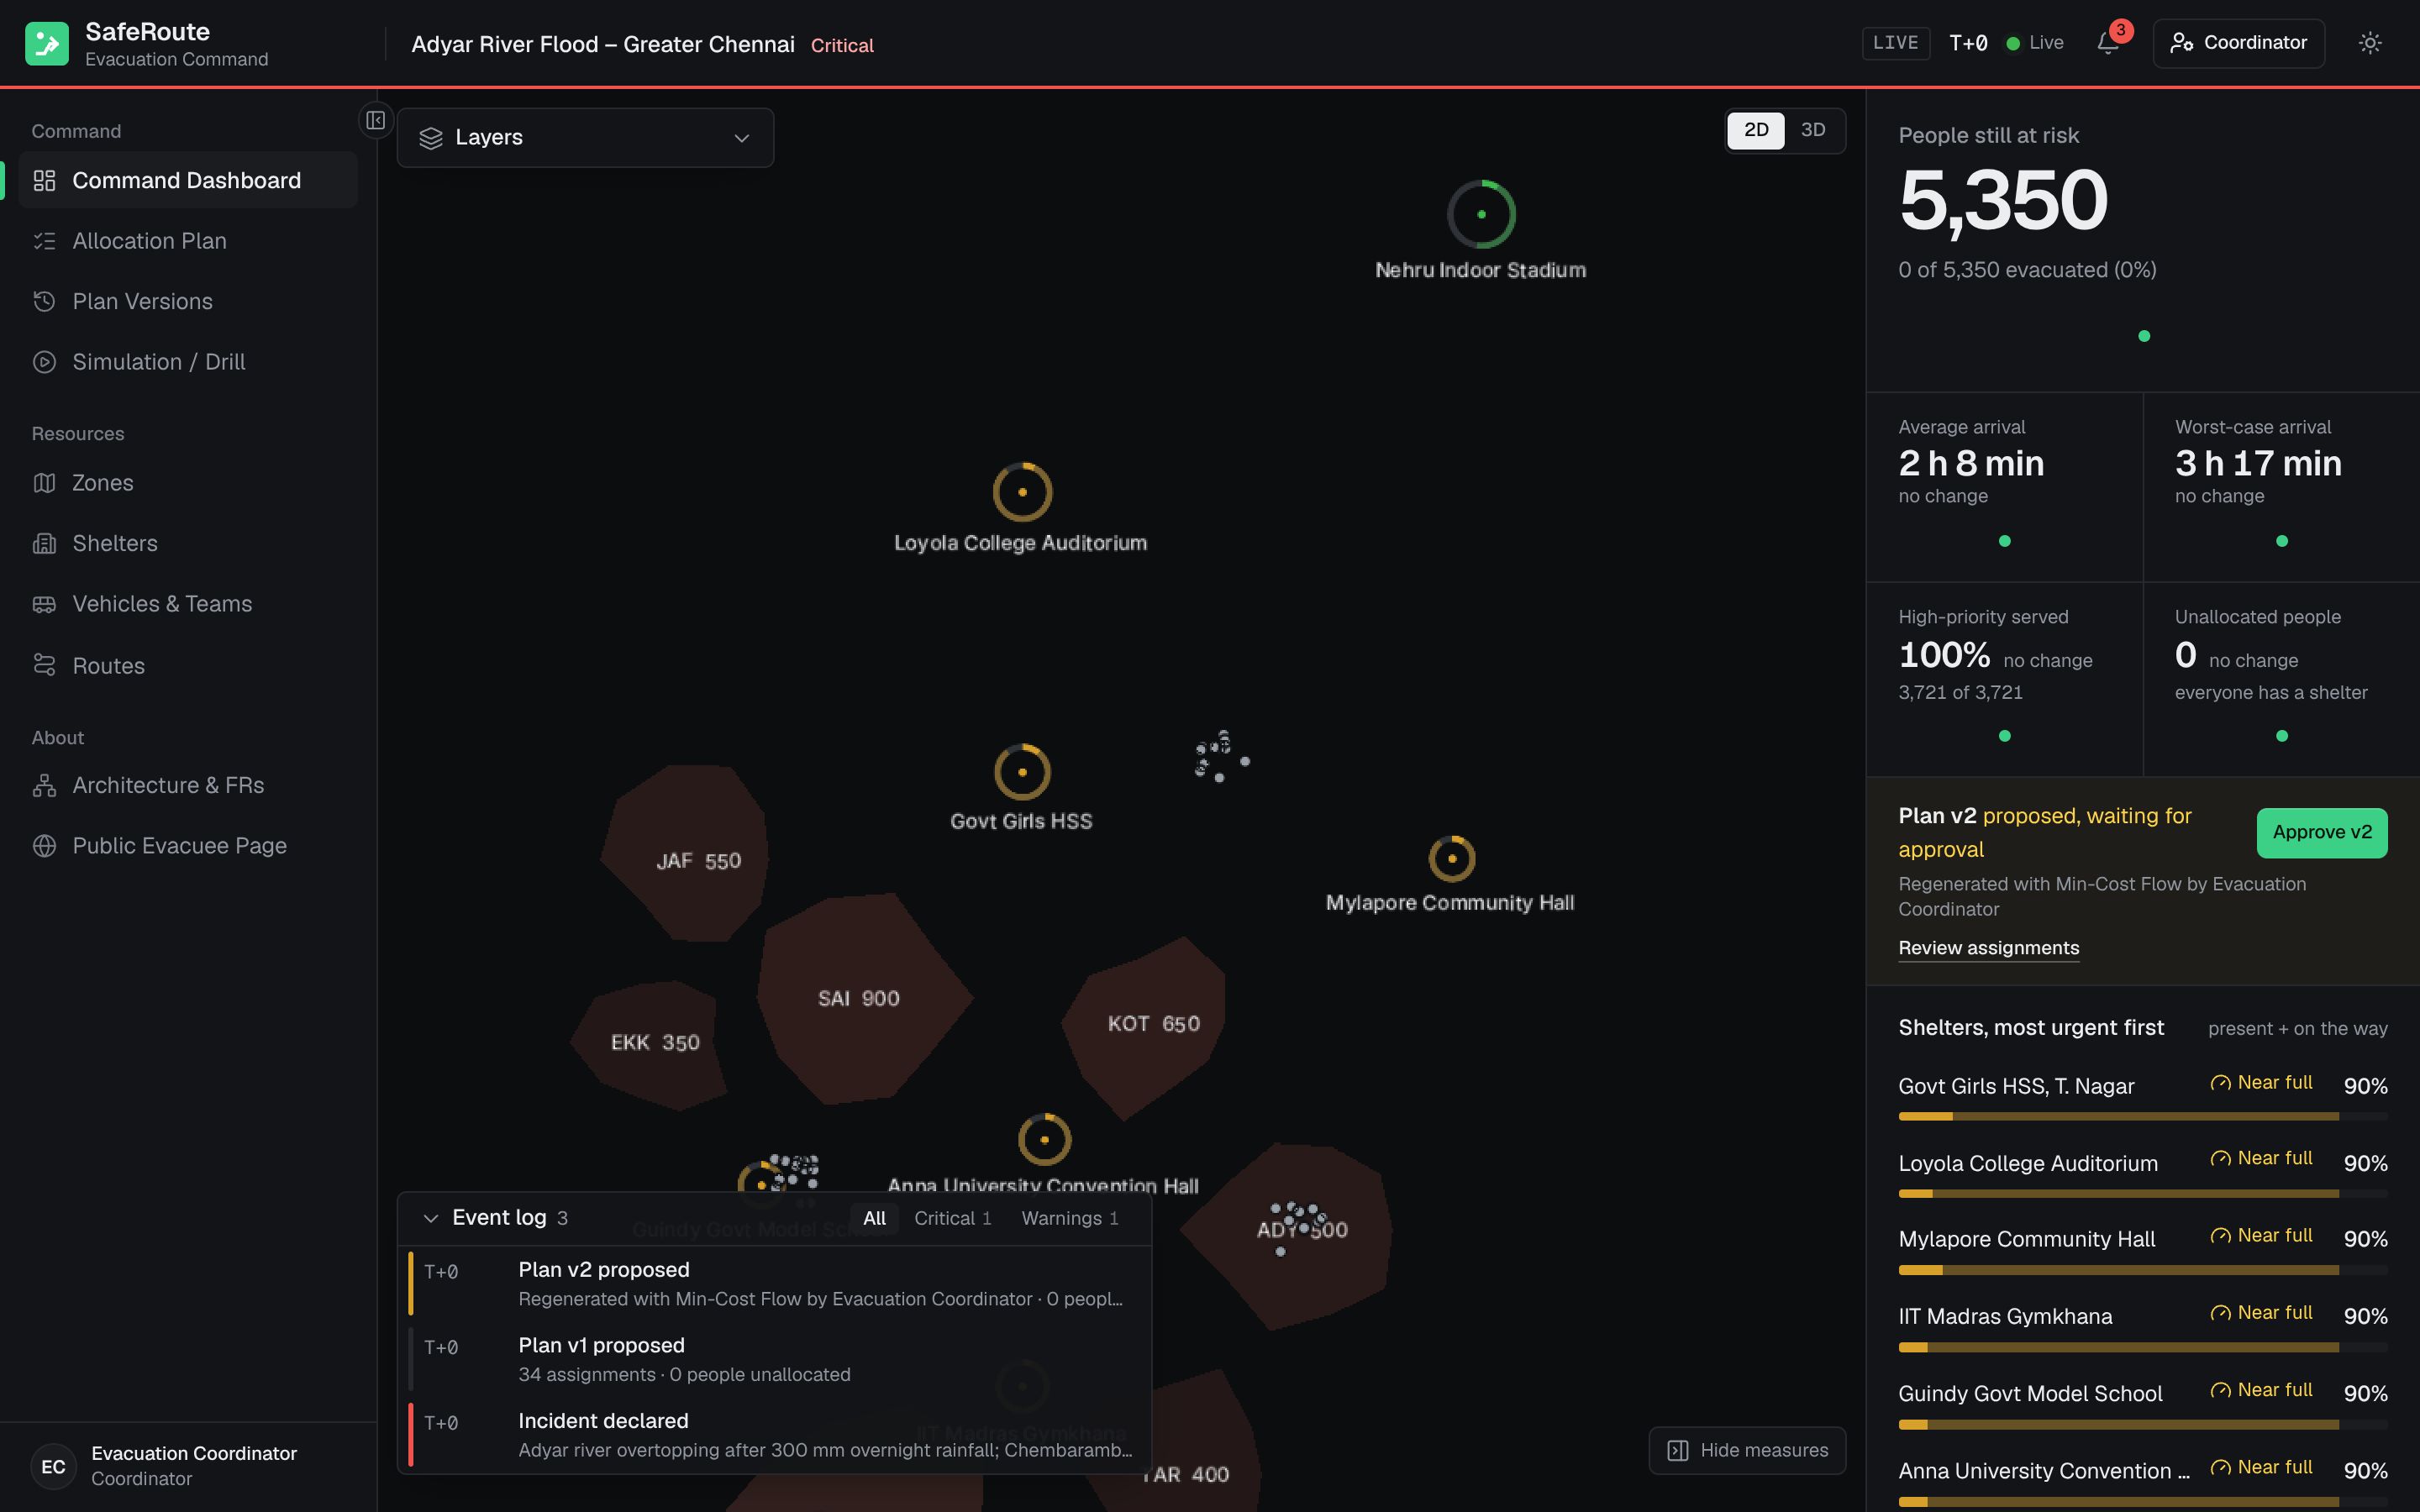 SafeRoute
Evacuation Command
Adyar River Flood – Greater Chennai Critical
LIVE T+0 Live 3 Coordinator
Command
Command Dashboard
Allocation Plan
Plan Versions
Simulation / Drill
Resources
Zones
Shelters
Vehicles & Teams
Routes
About
Architecture & FRs
Public Evacuee Page
EC
Evacuation Coordinator
Coordinator
Layers
2D 3D
Nehru Indoor Stadium
Loyola College Auditorium
Govt Girls HSS
Mylapore Community Hall
JAF 550
SAI 900
KOT 650
EKK 350
Anna University Convention Hall
ADY 500
Guindy Govt Model
IIT Madras Gymkhana
TAR 400
Event log 3
All Critical 1 Warnings 1
T+0 Plan v2 proposed
Regenerated with Min-Cost Flow by Evacuation Coordinator · 0 peopl...
T+0 Plan v1 proposed
34 assignments · 0 people unallocated
T+0 Incident declared
Adyar river overtopping after 300 mm overnight rainfall; Chembaramb...
Hide measures
People still at risk
5,350
0 of 5,350 evacuated (0%)
Average arrival
2 h 8 min
no change
Worst-case arrival
3 h 17 min
no change
High-priority served
100% no change
3,721 of 3,721
Unallocated people
0 no change
everyone has a shelter
Plan v2 proposed, waiting for
approval
Approve v2
Regenerated with Min-Cost Flow by Evacuation
Coordinator
Review assignments
Shelters, most urgent first present + on the way
Govt Girls HSS, T. Nagar Near full 90%
Loyola College Auditorium Near full 90%
Mylapore Community Hall Near full 90%
IIT Madras Gymkhana Near full 90%
Guindy Govt Model School Near full 90%
Anna University Convention ... Near full 90%